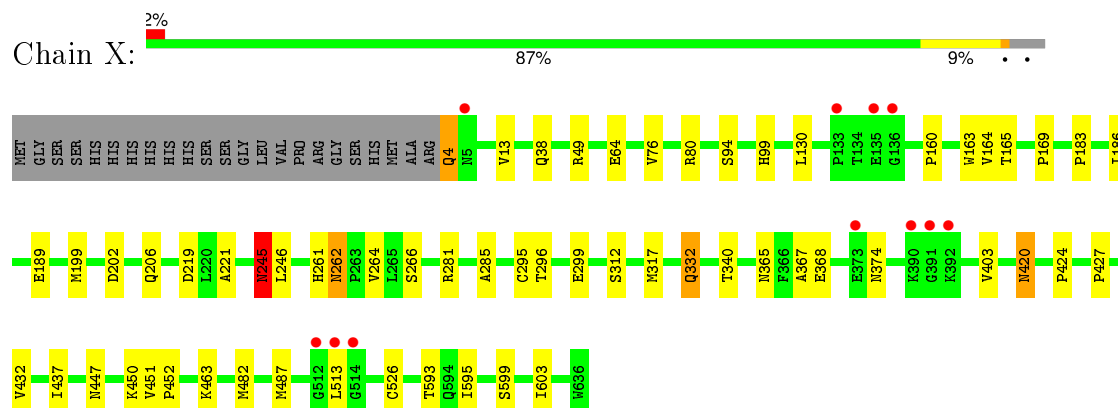 2%
Chain X:
87% 9% • •
MET GLY SER SER HIS HIS HIS HIS HIS HIS SER SER GLY LEU VAL PRO ARG GLY SER HIS MET ALA ARG Q4 N5 V13 Q38 R49 E64 V76 R80 S94 H99 L130 P133 T134 E135 G136 P160 W163 V164 T165 P169 P183 I186
E189 M199 D202 Q206 D219 L220 A221 N245 L246 H261 N262 P263 V264 L265 S266 R281 A285 C295 T296 E299 S312 M317 Q332 T340 N365 F366 A367 E368 E373 N374 K390 G391 K392 V403 N420 P424 P427
V432 I437 N447 K450 V451 P452 K463 M482 M487 G512 L513 G514 C526 T593 Q594 I595 S599 I603 W636